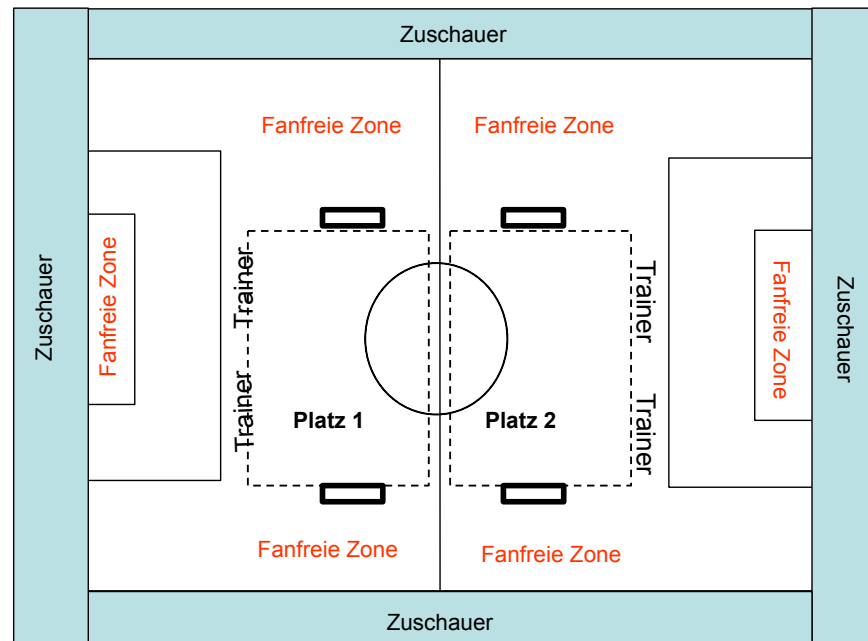 Zuschauer
Fanfreie Zone
Fanfreie Zone
Zuschauer
Fanfreie Zone
Trainer
Trainer
Fanfreie Zone
Zuschauer
Trainer
Trainer
Platz 1
Platz 2
Fanfreie Zone
Fanfreie Zone
Zuschauer